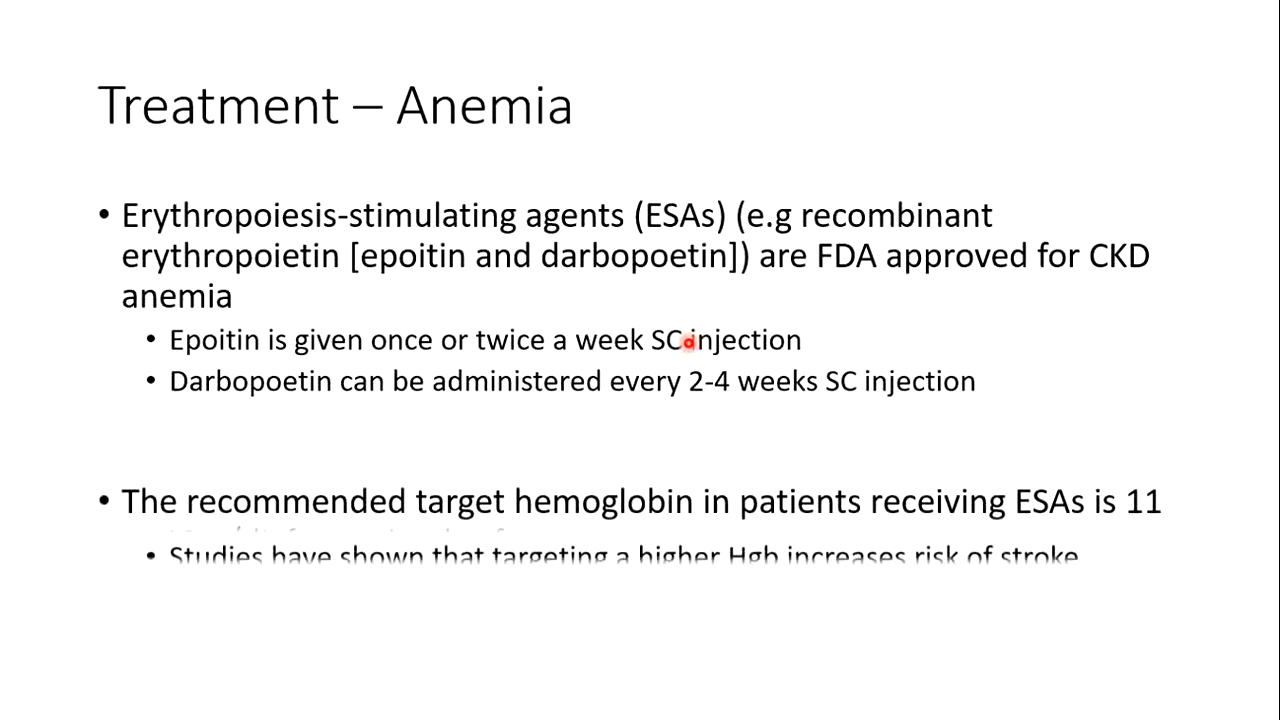 Treatment – Anemia
• Erythropoiesis-stimulating agents (ESAs) (e.g recombinant
erythropoietin [epoitin and darbopoetin]) are FDA approved for CKD
anemia
• Epoitin is given once or twice a week SC injection
• Darbopoetin can be administered every 2-4 weeks SC injection
• The recommended target hemoglobin in patients receiving ESAs is 11
• Studies have shown that targeting a higher Hgb increases risk of stroke